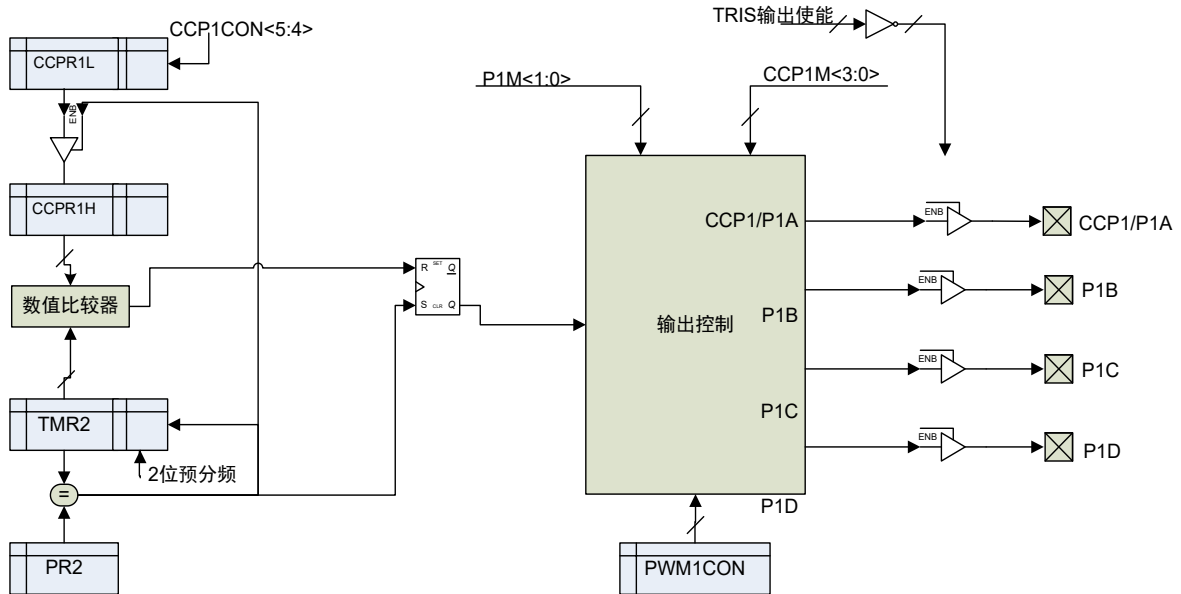 TRIS输出使能
CCP1CON<5:4>
CCPR1L
P1M<1:0>
CCP1M<3:0>
ENB
CCPR1H
CCP1/P1A
ENB
CCP1/P1A
R SET Q
S CLR Q
数值比较器
输出控制
P1B
ENB
P1B
P1C
ENB
P1C
TMR2
2位预分频
=
P1D
ENB
P1D
PR2
PWM1CON